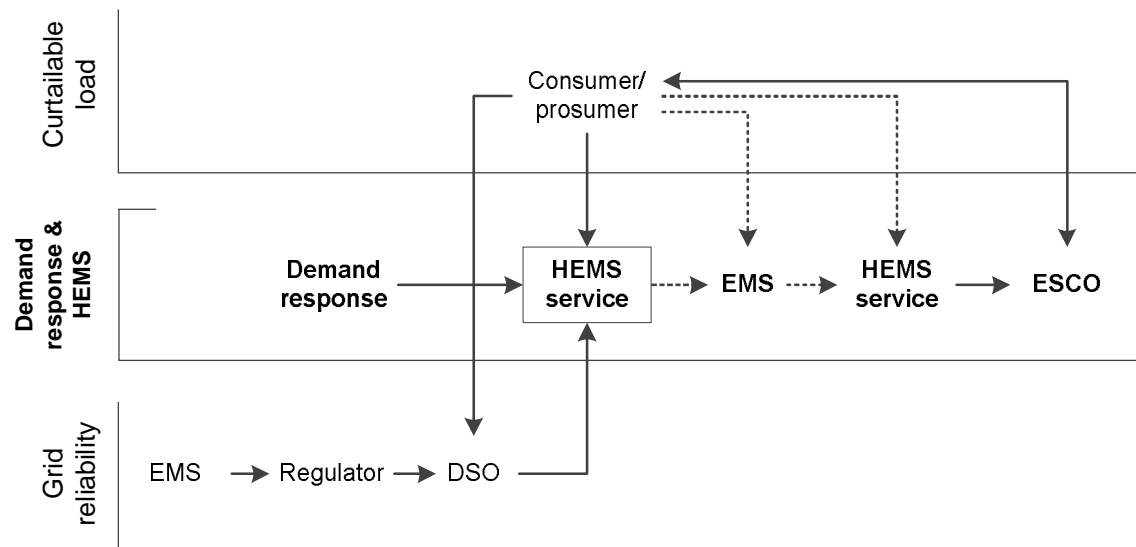 Curtailable
load
Consumer/
prosumer
Demand
response &
HEMS
Demand
response
HEMS
service
EMS
HEMS
service
ESCO
Grid
reliability
EMS
Regulator
DSO